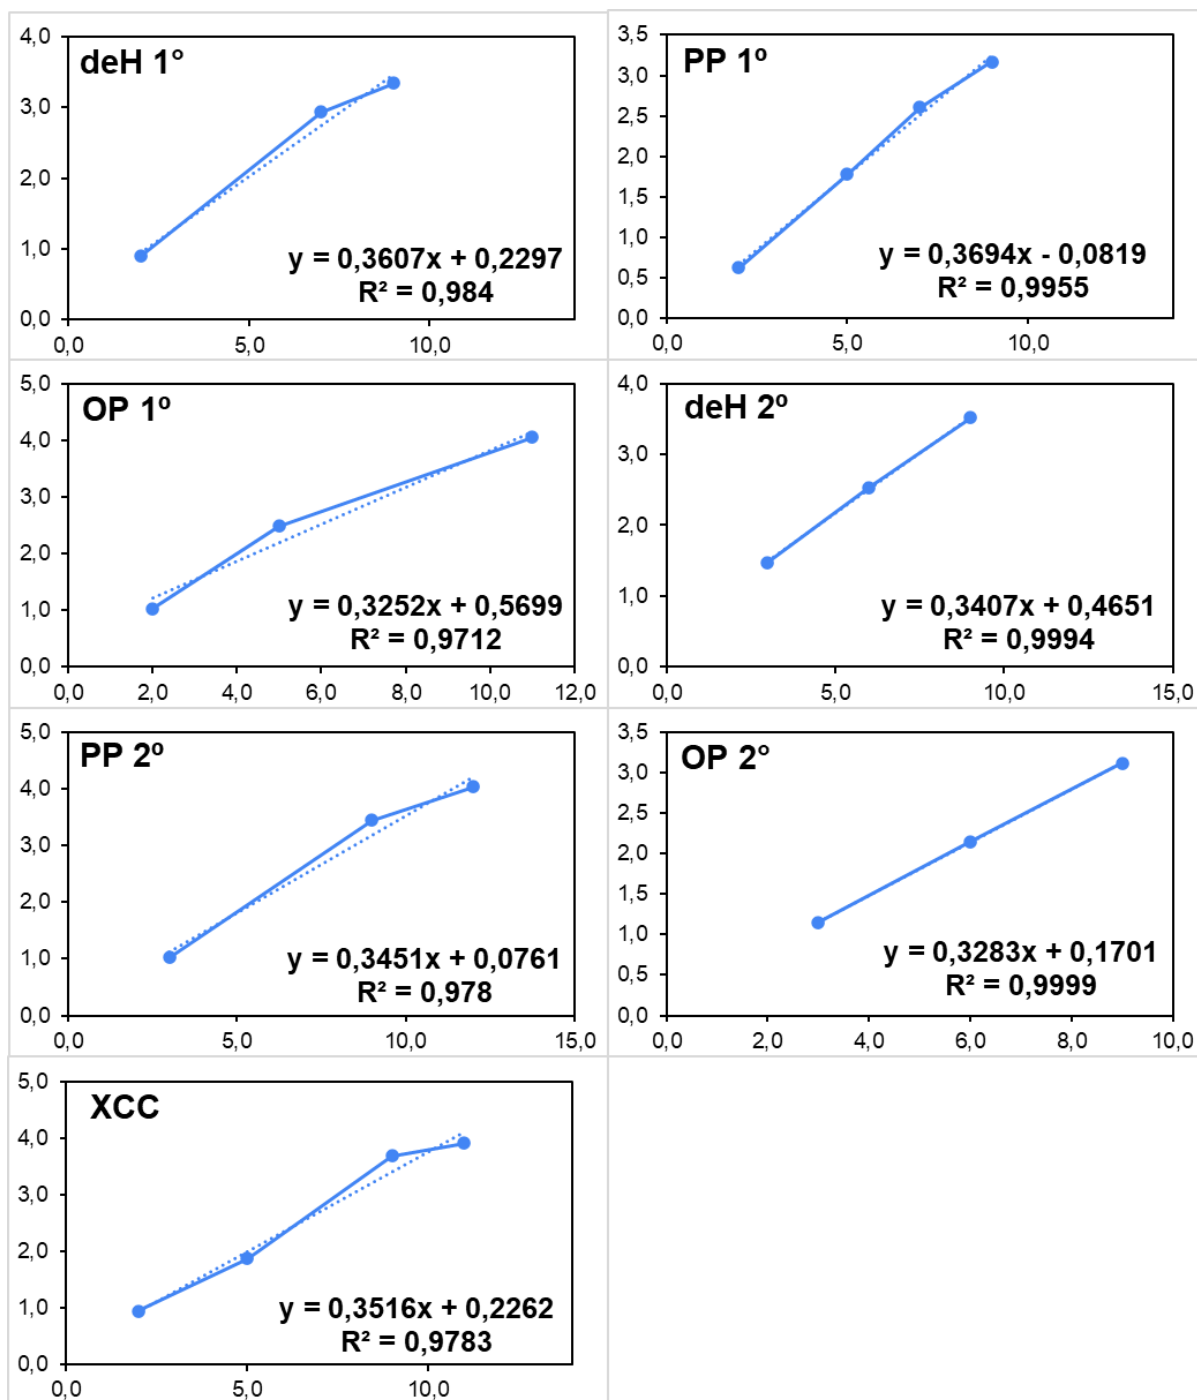 deH 1°
4,0
3,0
2,0
1,0
0,0
y = 0,3607x + 0,2297
R² = 0,984
0,0 5,0 10,0
PP 1º
3,5
3,0
2,5
2,0
1,5
1,0
0,5
0,0
y = 0,3694x - 0,0819
R² = 0,9955
0,0 5,0 10,0
OP 1º
5,0
4,0
3,0
2,0
1,0
0,0
y = 0,3252x + 0,5699
R² = 0,9712
0,0 2,0 4,0 6,0 8,0 10,0 12,0
deH 2º
4,0
3,0
2,0
1,0
0,0
y = 0,3407x + 0,4651
R² = 0,9994
0,0 5,0 10,0 15,0
PP 2º
5,0
4,0
3,0
2,0
1,0
0,0
y = 0,3451x + 0,0761
R² = 0,978
0,0 5,0 10,0 15,0
OP 2°
3,5
3,0
2,5
2,0
1,5
1,0
0,5
0,0
y = 0,3283x + 0,1701
R² = 0,9999
0,0 2,0 4,0 6,0 8,0 10,0
XCC
5,0
4,0
3,0
2,0
1,0
0,0
y = 0,3516x + 0,2262
R² = 0,9783
0,0 5,0 10,0